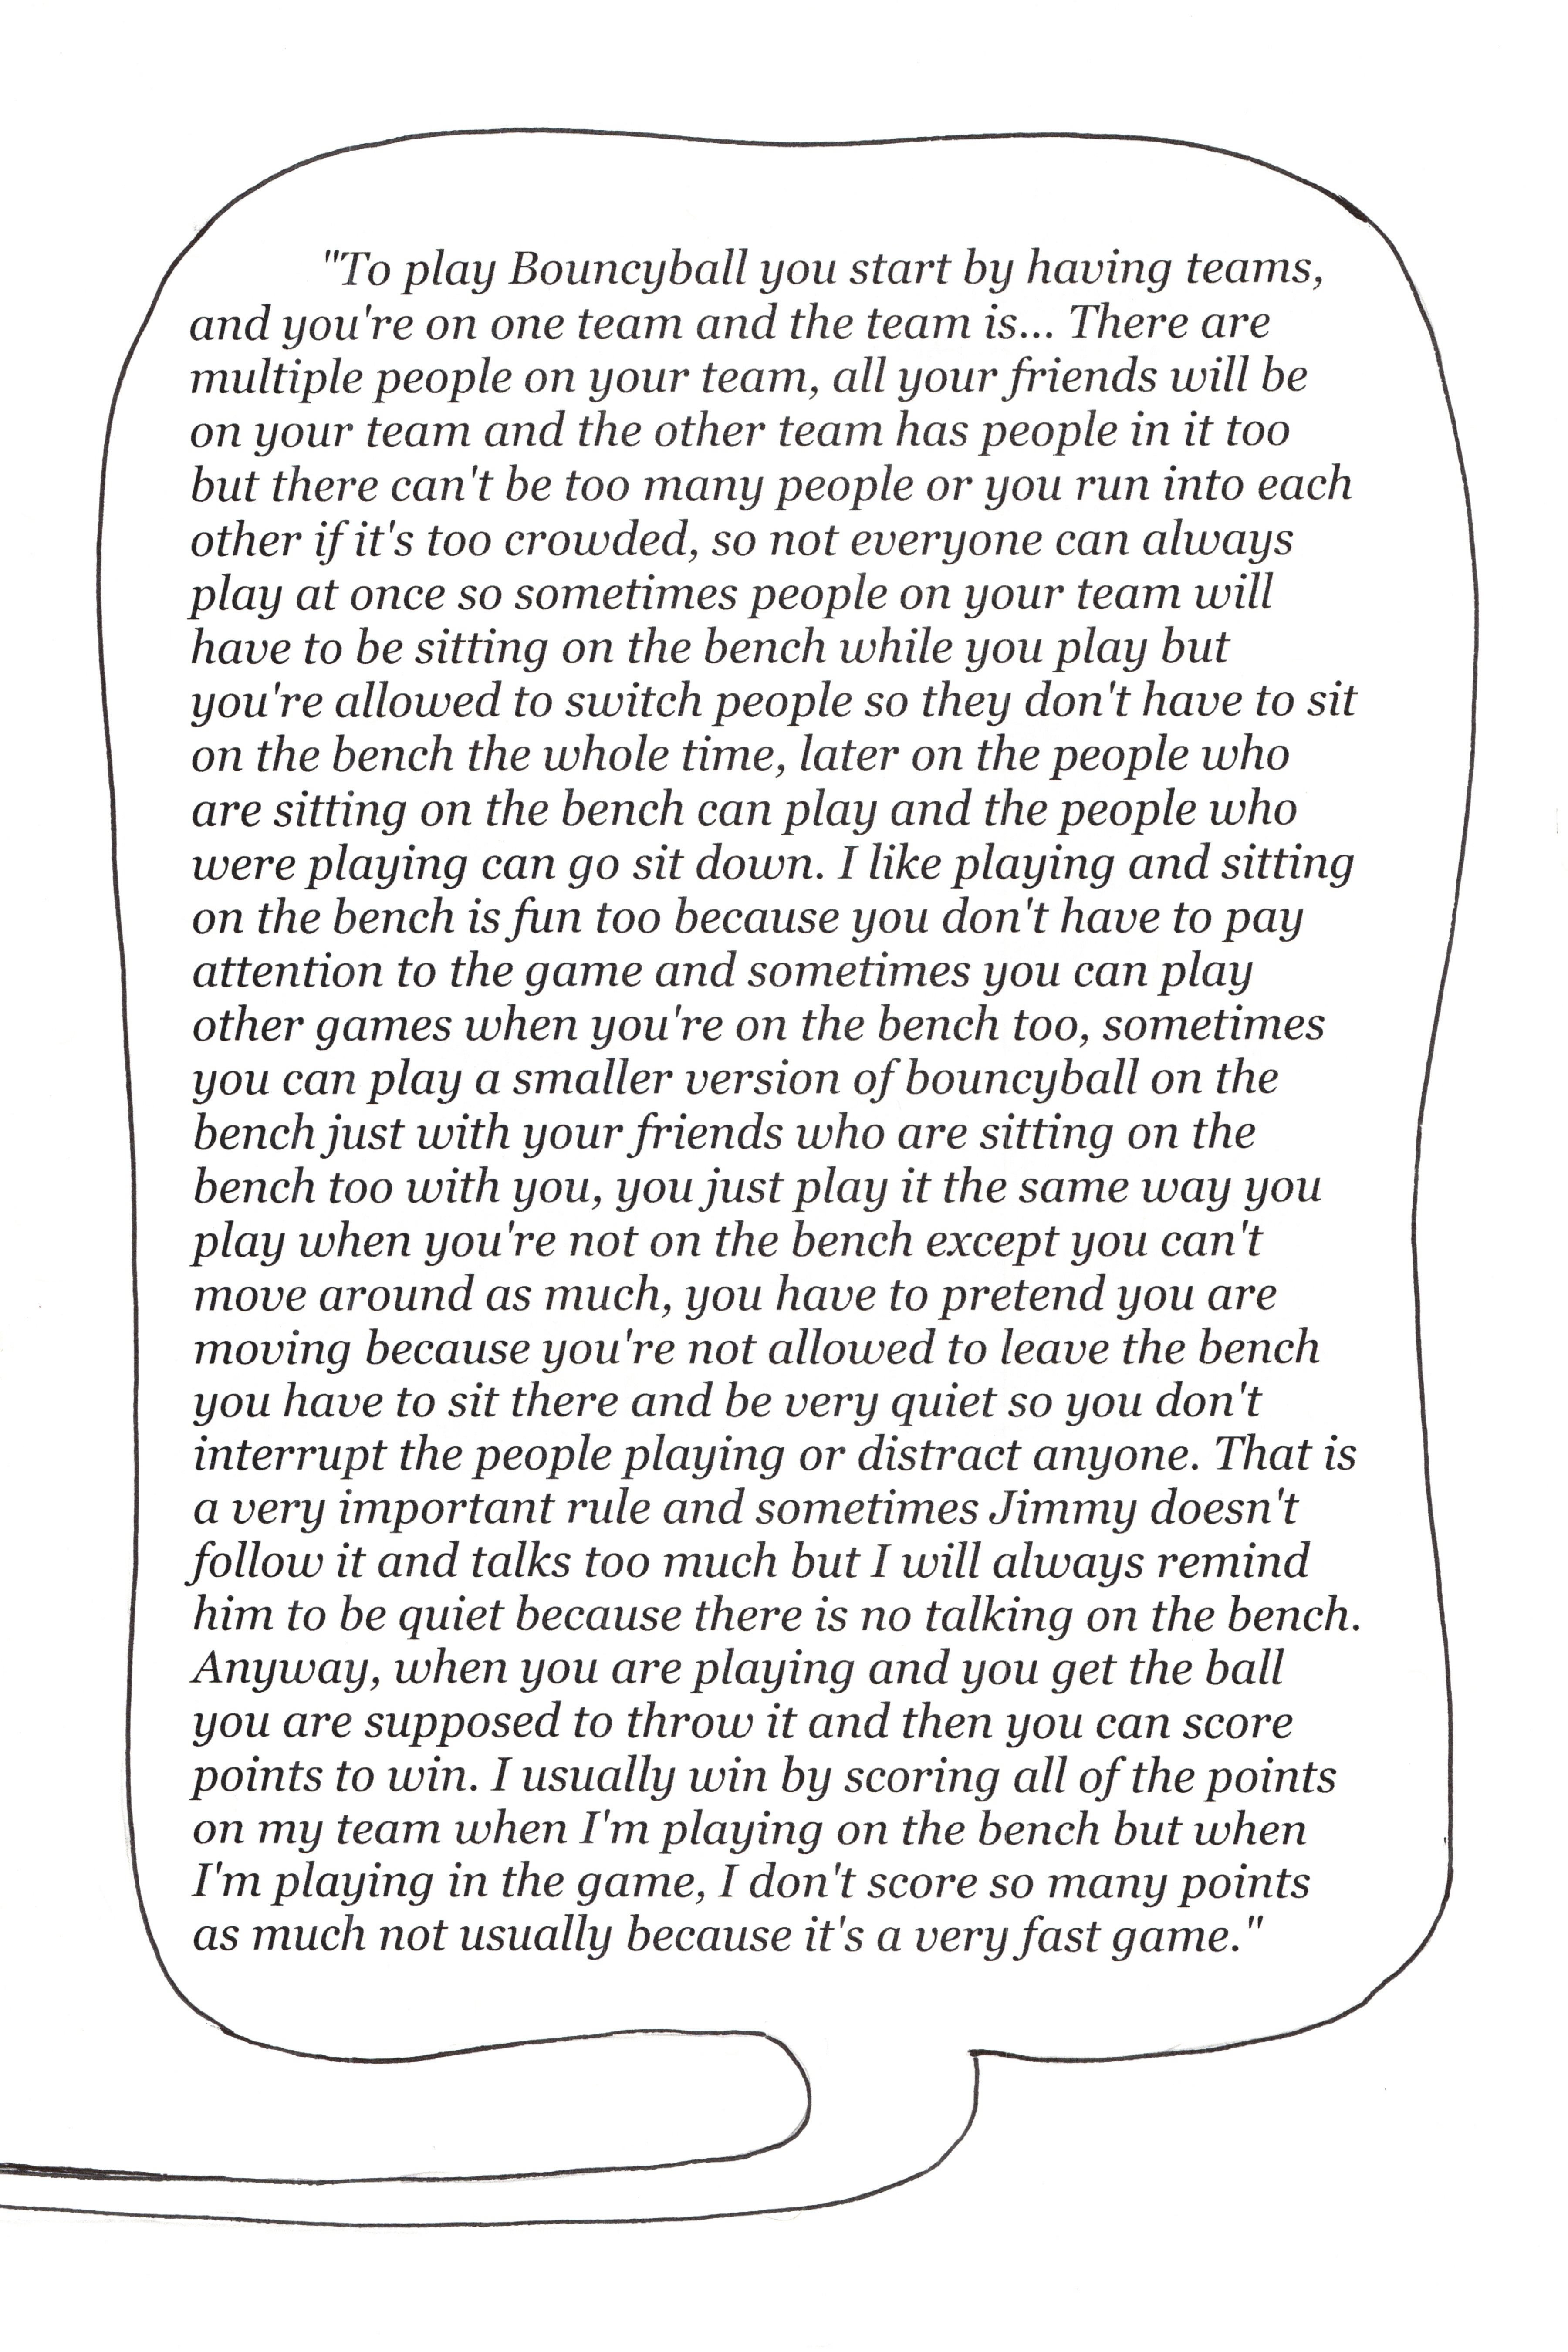 "To play Bouncyball you start by having teams,
and you're on one team and the team is... There are
multiple people on your team, all your friends will be
on your team and the other team has people in it too
but there can't be too many people or you run into each
other if it's too crowded, so not everyone can always
play at once so sometimes people on your team will
have to be sitting on the bench while you play but
you're allowed to switch people so they don't have to sit
on the bench the whole time, later on the people who
are sitting on the bench can play and the people who
were playing can go sit down. I like playing and sitting
on the bench is fun too because you don't have to pay
attention to the game and sometimes you can play
other games when you're on the bench too, sometimes
you can play a smaller version of bouncyball on the
bench just with your friends who are sitting on the
bench too with you, you just play it the same way you
play when you're not on the bench except you can't
move around as much, you have to pretend you are
moving because you're not allowed to leave the bench
you have to sit there and be very quiet so you don't
interrupt the people playing or distract anyone. That is
a very important rule and sometimes Jimmy doesn't
follow it and talks too much but I will always remind
him to be quiet because there is no talking on the bench.
Anyway, when you are playing and you get the ball
you are supposed to throw it and then you can score
points to win. I usually win by scoring all of the points
on my team when I'm playing on the bench but when
I'm playing in the game, I don't score so many points
as much not usually because it's a very fast game."